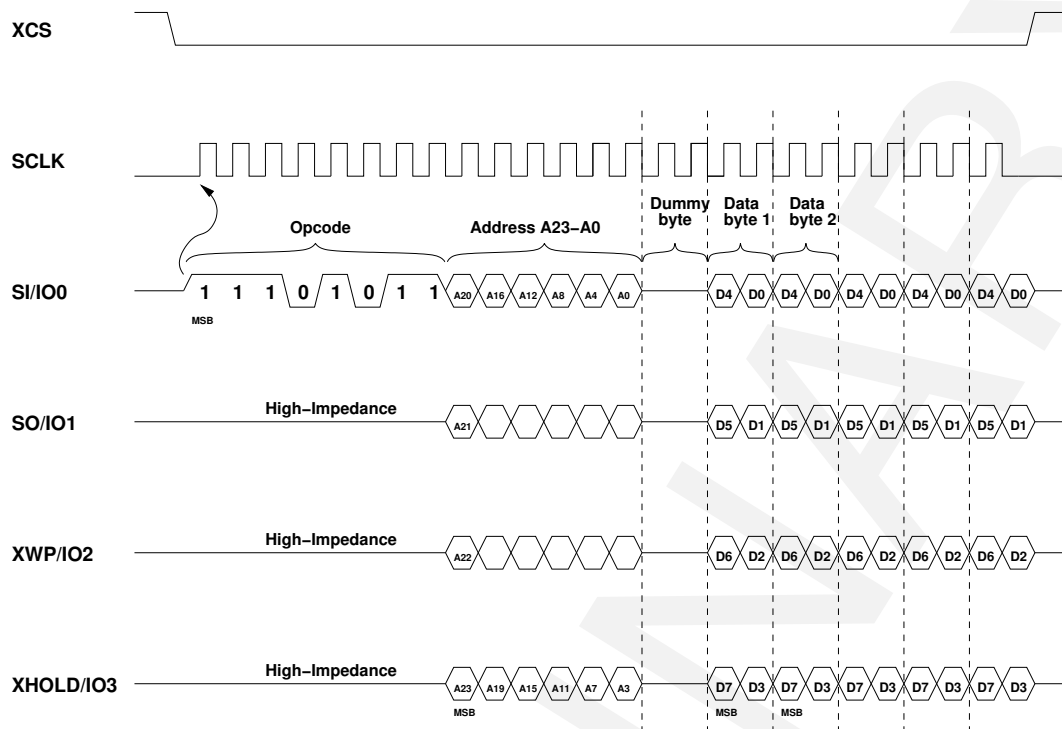 XCS
SCLK
Dummy byte
Data byte 1
Data byte 2
Opcode
Address A23−A0
SI/IO0
1 1 1 0 1 0 1 1 A20 A16 A12 A8 A4 A0 D4 D0 D4 D0 D4 D0 D4 D0 D4 D0
MSB
High−Impedance
SO/IO1
A21 D5 D1 D5 D1 D5 D1 D5 D1 D5 D1
High−Impedance
XWP/IO2
A22 D6 D2 D6 D2 D6 D2 D6 D2 D6 D2
High−Impedance
XHOLD/IO3
A23 A19 A15 A11 A7 A3 D7 D3 D7 D3 D7 D3 D7 D3 D7 D3
MSB MSB MSB